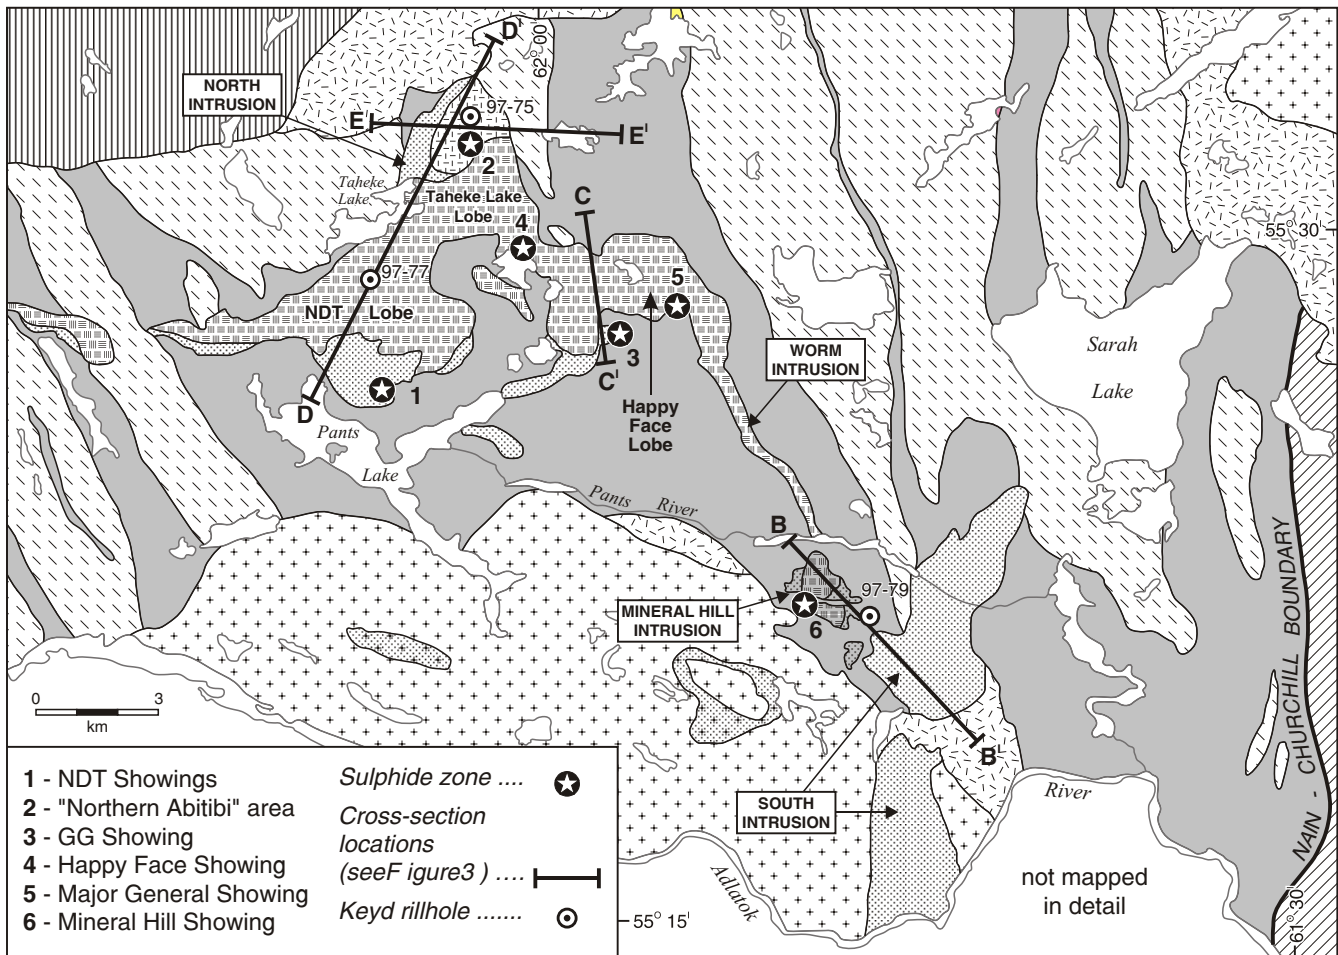 D'
62° 00'
NORTH
INTRUSION
97-75
E
E'
2
Taheke
Lake
Taheke Lake
Lobe
C
4
55° 30'
97-77
5
NDT Lobe
3
WORM
INTRUSION
Sarah
Lake
C'
1
D
Happy
Face
Lobe
Pants
Lake
Pants River
B
97-79
MINERAL HILL
INTRUSION
6
NAIN - CHURCHILL BOUNDARY
0 3
km
B'
SOUTH
INTRUSION
River
Adlatok
not mapped
in detail
55° 15'
61° 30'
1 - NDT Showings
2 - "Northern Abitibi" area
3 - GG Showing
4 - Happy Face Showing
5 - Major General Showing
6 - Mineral Hill Showing
Sulphide zone ....
Cross-section
locations
(seeF igure3 ) ....
Keyd rillhole .......